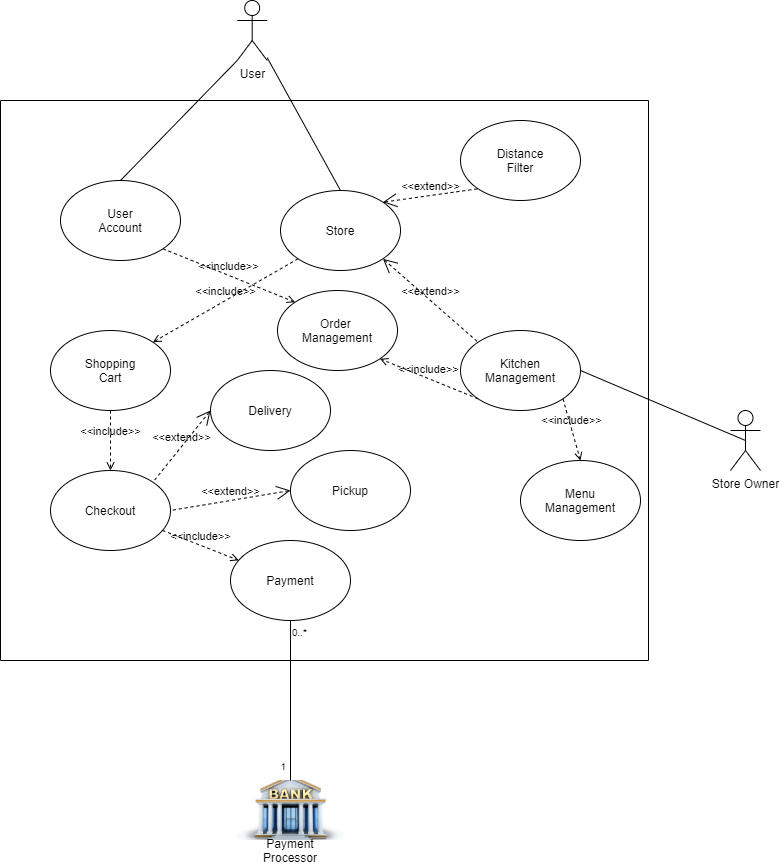 User
Distance
Filter
<<extend>>
User
Account
Store
<<include>>
<<include>>
<<extend>>
Order
Management
Shopping
Cart
Kitchen
Management
<<include>>
Delivery
<<include>>
<<include>>
<<extend>>
Store Owner
<<extend>>
Pickup
Menu
Management
Checkout
<<include>>
Payment
0..*
1
BANK
Payment
Processor